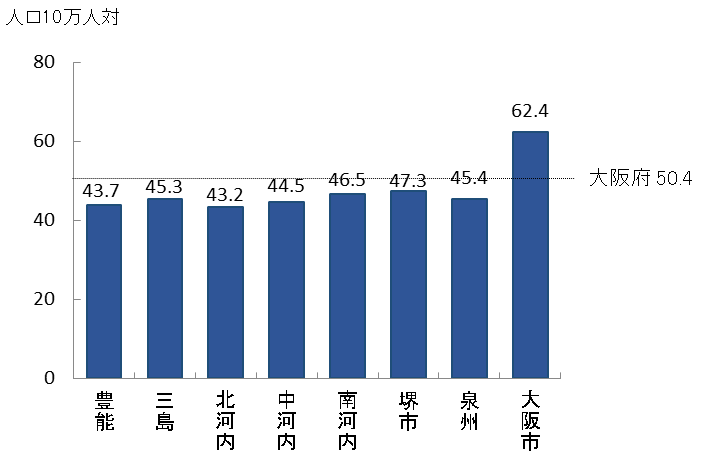 人口10万人対
80
60
40
20
0
43.7
45.3
43.2
44.5
46.5
47.3
45.4
62.4
大阪府 50.4
豊能
三島
北河内
中河内
南河内
堺市
泉州
大阪市